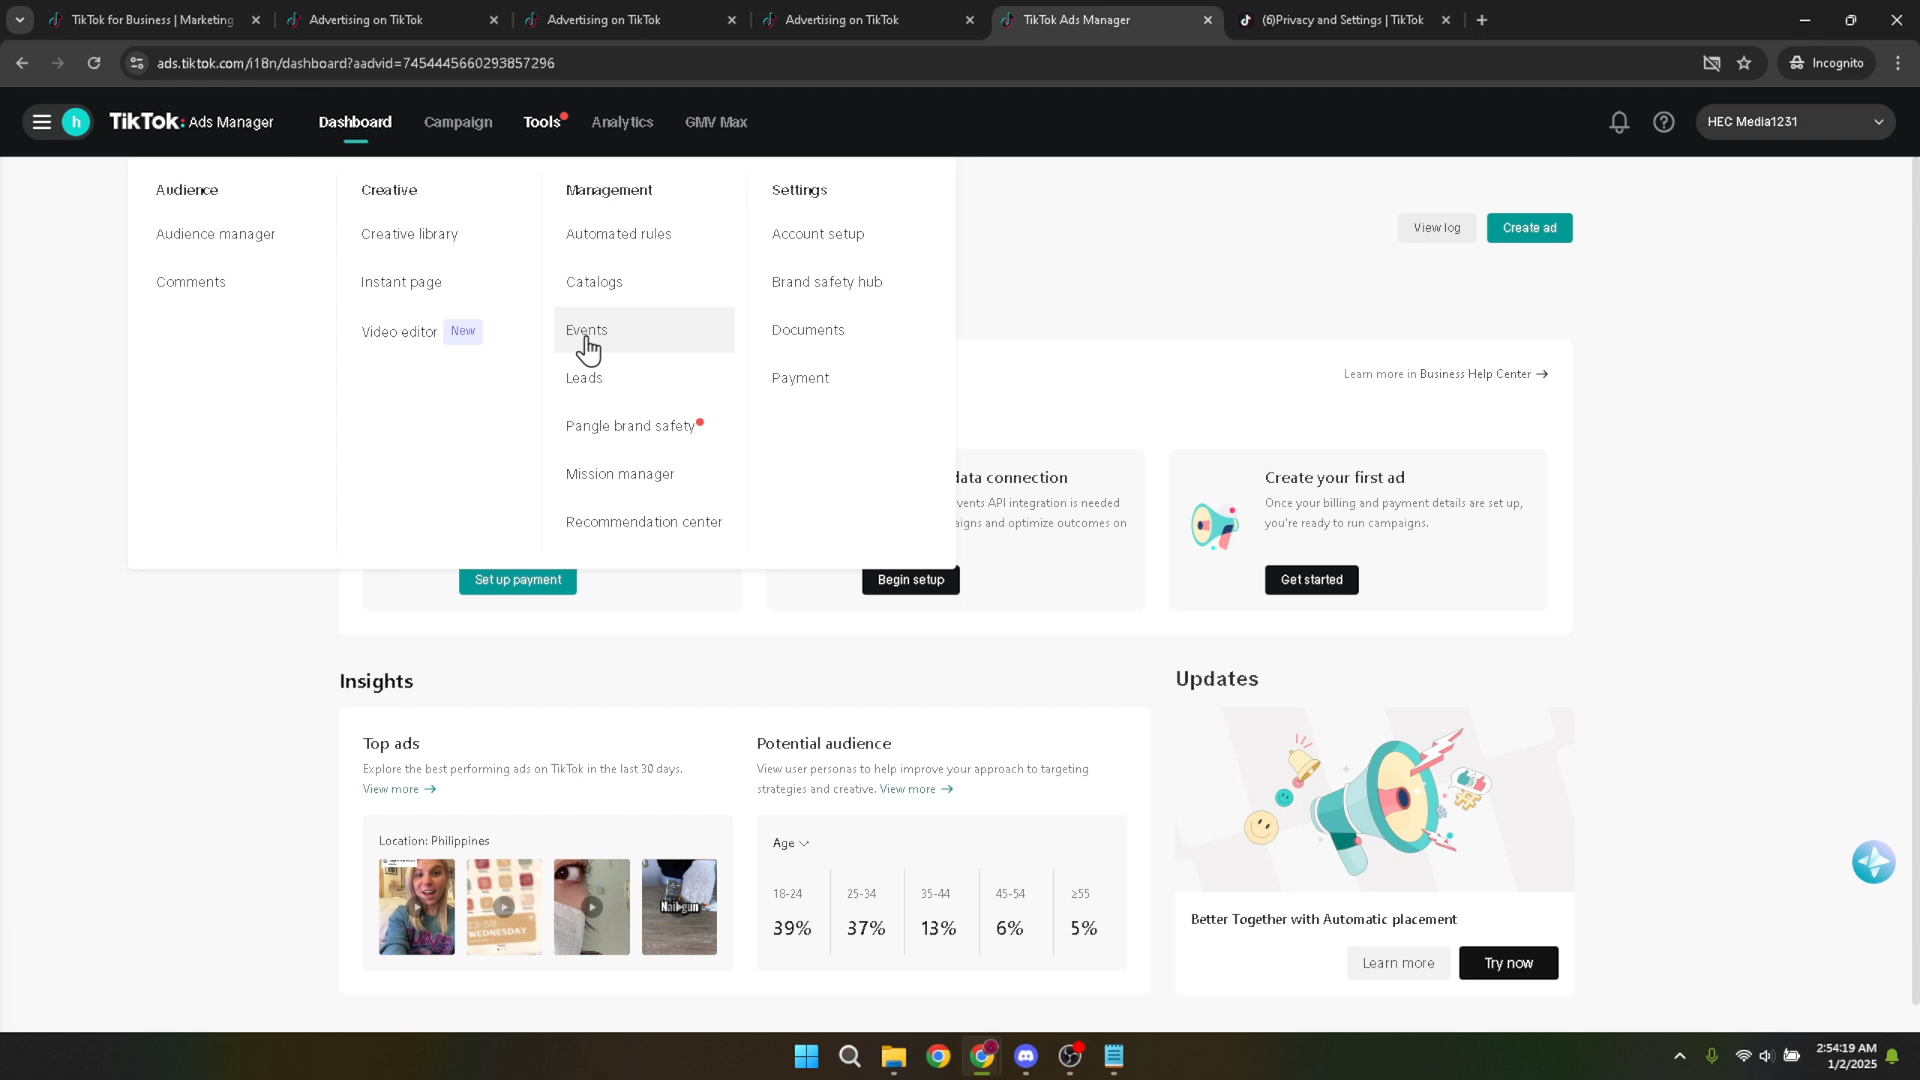 TikTok for Business | Marketing
Advertising on TikTok
Advertising on TikTok
Advertising on TikTok
TikTok Ads Manager
(6)Privacy and Settings | TikTok
ads.tiktok.com/i18n/dashboard?aadvid=7454445660293857296
Incognito
h
TikTok: Ads Manager
Dashboard
Campaign
Tools
Analytics
GMV Max
HEC Media1231
Audience
Audience manager
Comments
Creative
Creative library
Instant page
Video editor New
Management
Automated rules
Catalogs
Events
Leads
Pangle brand safety
Mission manager
Recommendation center
Settings
Account setup
Brand safety hub
Documents
Payment
View log
Create ad
Learn more in Business Help Center →
data connection
vents API integration is needed
aigns and optimize outcomes on
Create your first ad
Once your billing and payment details are set up,
you're ready to run campaigns.
Set up payment
Begin setup
Get started
Insights
Top ads
Explore the best performing ads on TikTok in the last 30 days.
View more →
Location: Philippines
WEDNESDAY
Nail gun
Potential audience
View user personas to help improve your approach to targeting
strategies and creative. View more →
Age
18-24
25-34
35-44
45-54
≥55
39%
37%
13%
6%
5%
Updates
Better Together with Automatic placement
Learn more
Try now
2:54:19 AM
1/2/2025